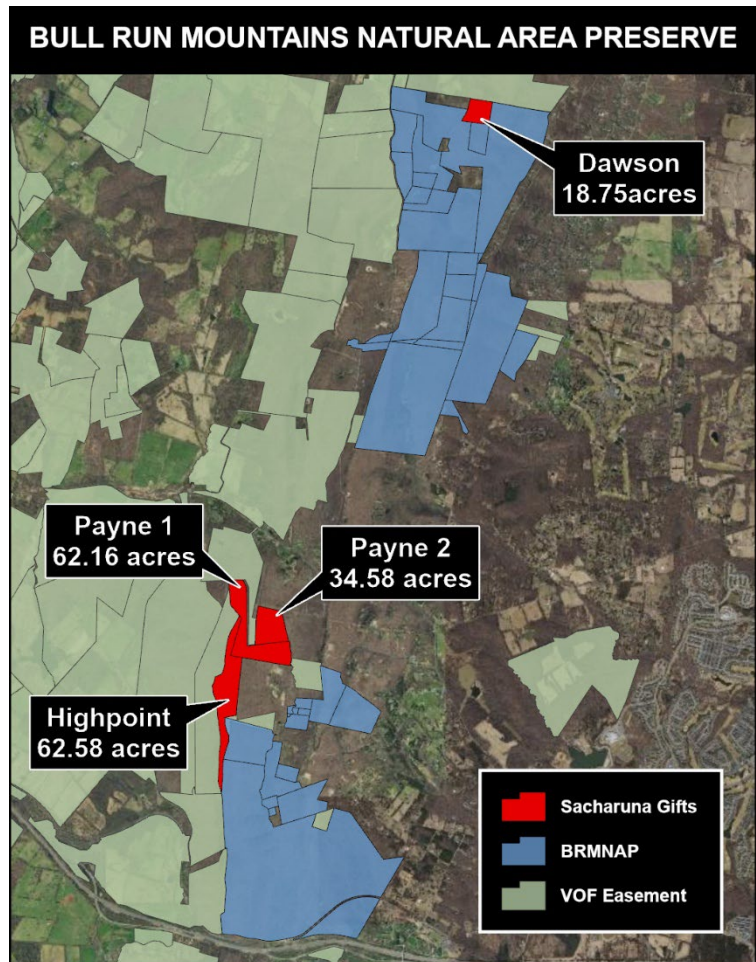 BULL RUN MOUNTAINS NATURAL AREA PRESERVE
Dawson
18.75acres
Payne 1
62.16 acres
Payne 2
34.58 acres
Highpoint
62.58 acres
Sacharuna Gifts
BRMNAP
VOF Easement